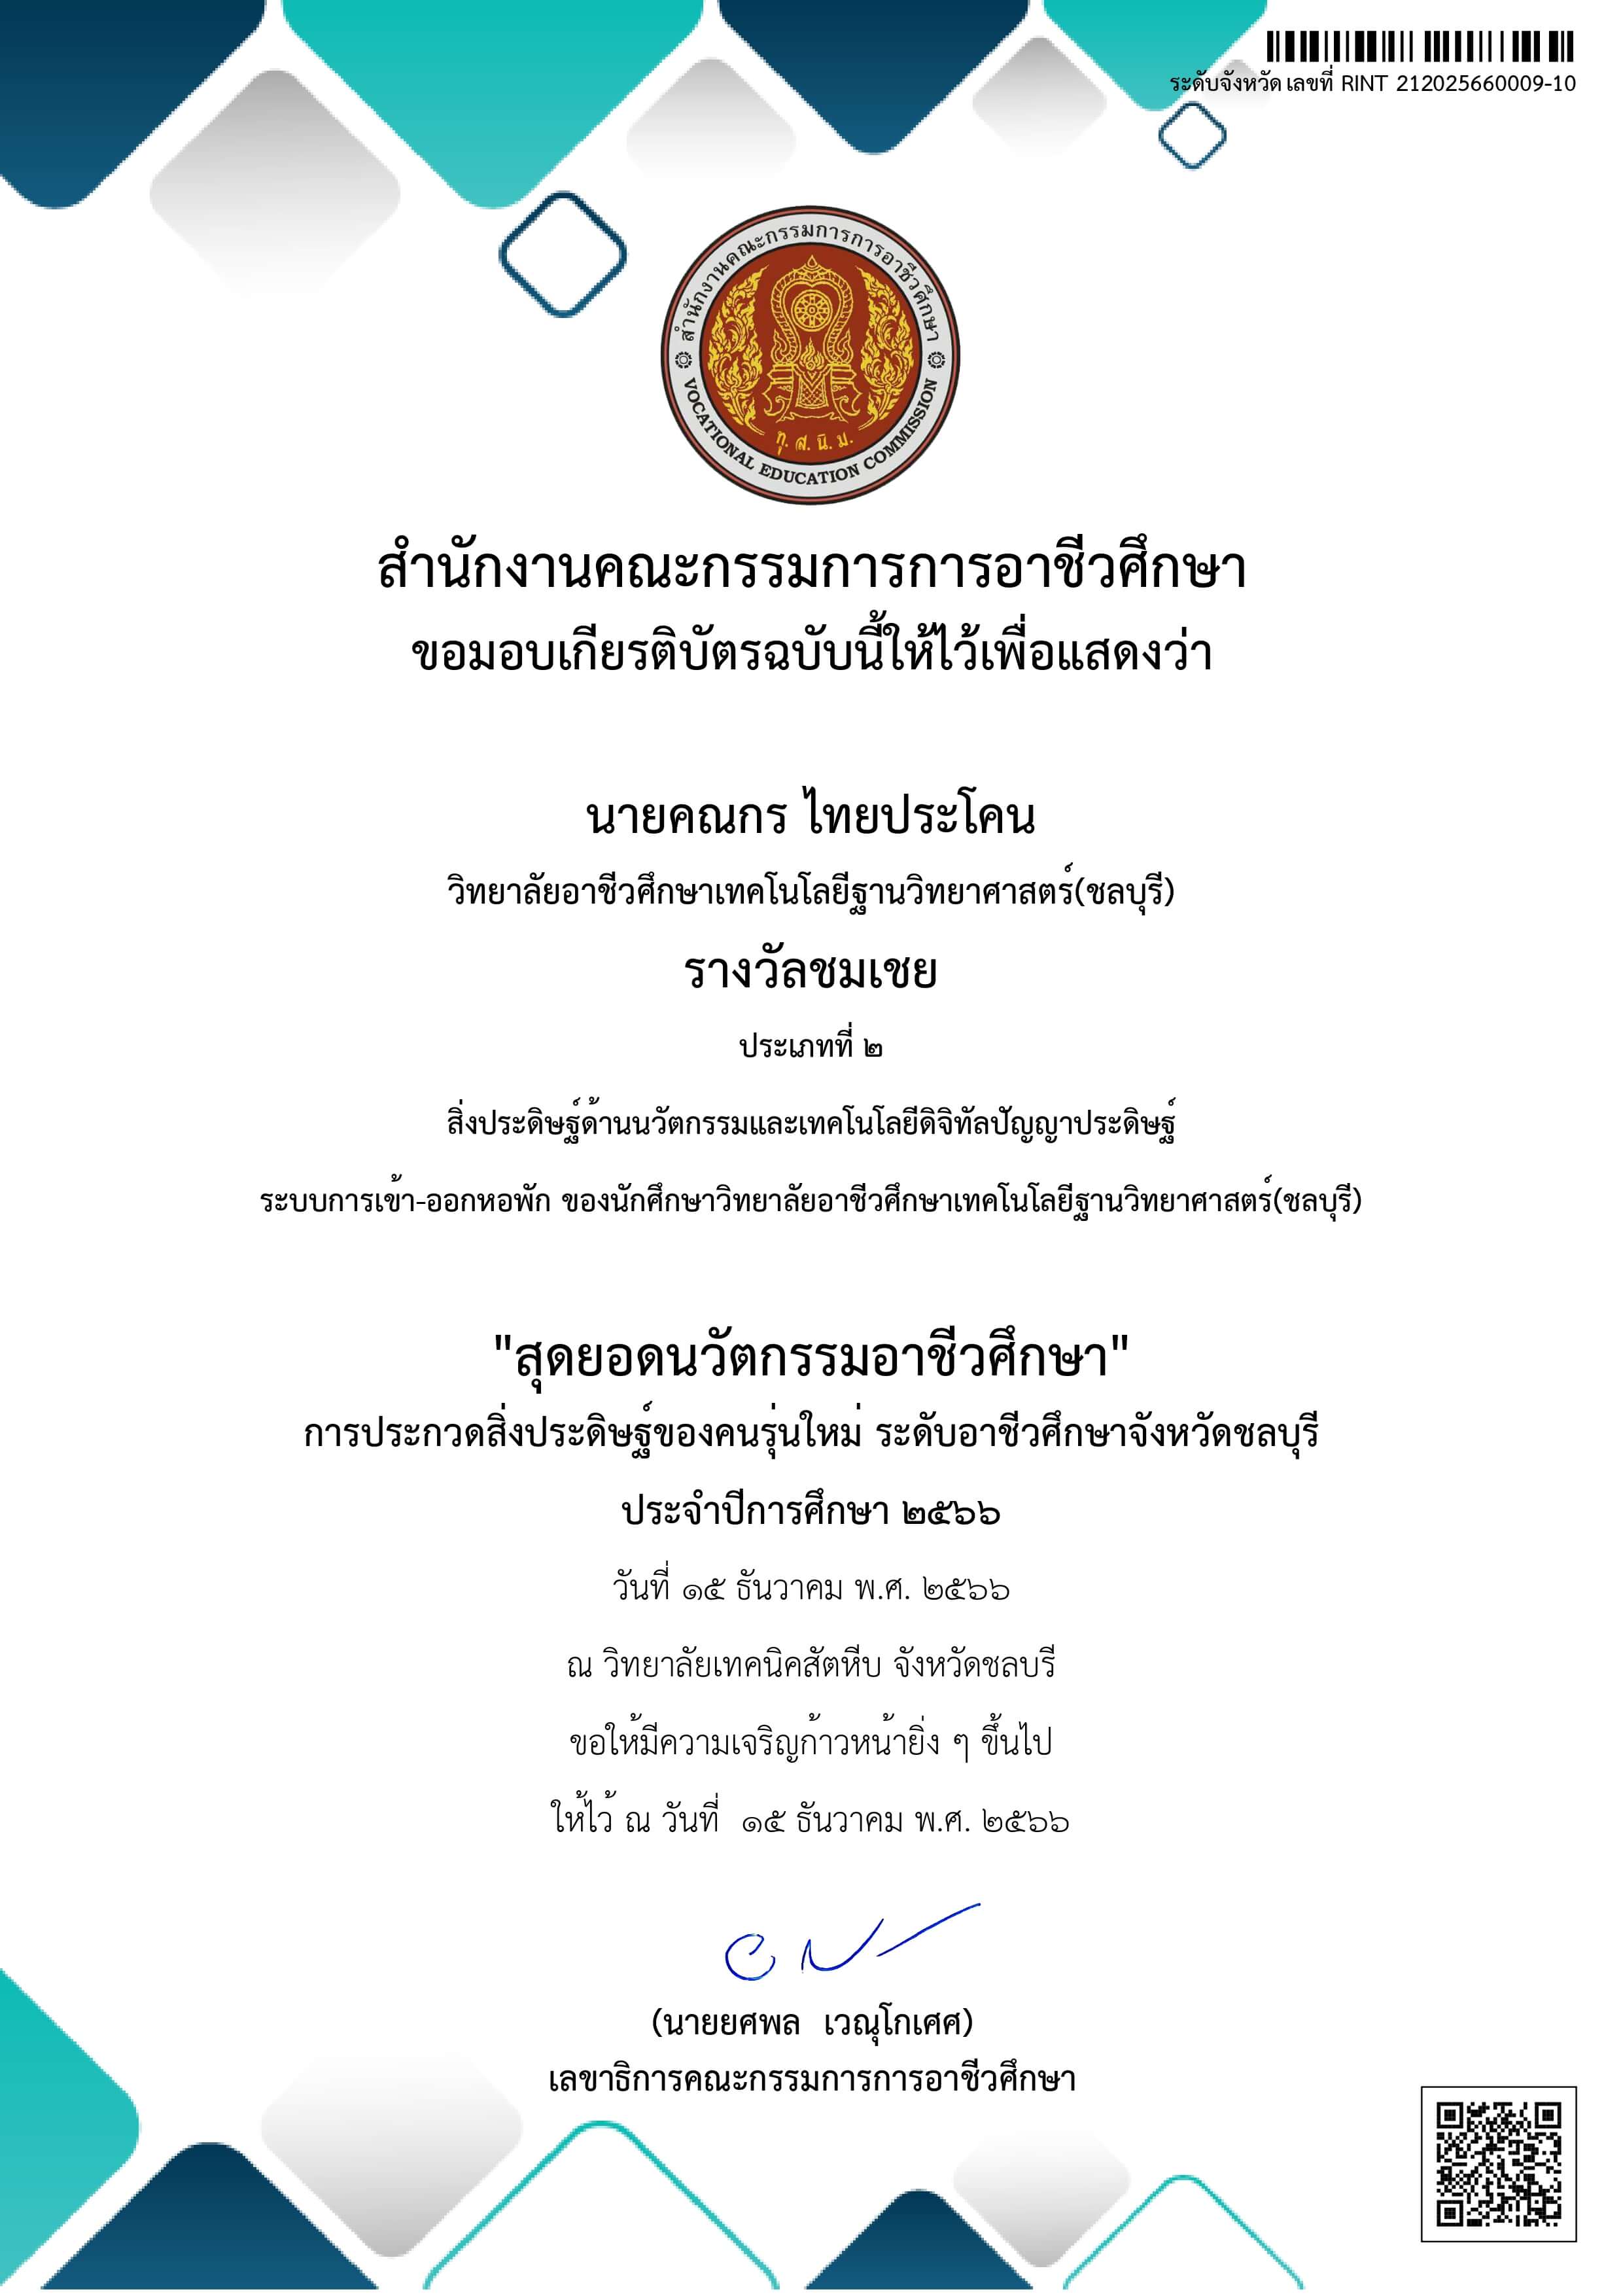 ระดับจังหวัด เลขที่ RINT 212025660009-10
สำนักงานคณะกรรมการการอาชีวศึกษา
VOCATIONAL EDUCATION COMMISSION
ทุ. ส. นิ. ม.
สำนักงานคณะกรรมการการอาชีวศึกษา
ขอมอบเกียรติบัตรฉบับนี้ให้ไว้เพื่อแสดงว่า
นายคณกร ไทยประโคน
วิทยาลัยอาชีวศึกษาเทคโนโลยีฐานวิทยาศาสตร์(ชลบุรี)
รางวัลชมเชย
ประเภทที่ ๒
สิ่งประดิษฐ์ด้านนวัตกรรมและเทคโนโลยีดิจิทัลปัญญาประดิษฐ์
ระบบการเข้า-ออกหอพัก ของนักศึกษาวิทยาลัยอาชีวศึกษาเทคโนโลยีฐานวิทยาศาสตร์(ชลบุรี)
"สุดยอดนวัตกรรมอาชีวศึกษา"
การประกวดสิ่งประดิษฐ์ของคนรุ่นใหม่ ระดับอาชีวศึกษาจังหวัดชลบุรี
ประจำปีการศึกษา ๒๕๖๖
วันที่ ๑๕ ธันวาคม พ.ศ. ๒๕๖๖
ณ วิทยาลัยเทคนิคสัตหีบ จังหวัดชลบรี
ขอให้มีความเจริญก้าวหน้ายิ่ง ๆ ขึ้นไป
ให้ไว้ ณ วันที่ ๑๕ ธันวาคม พ.ศ. ๒๕๖๖
(นายยศพล เวณุโกเศศ)
เลขาธิการคณะกรรมการการอาชีวศึกษา